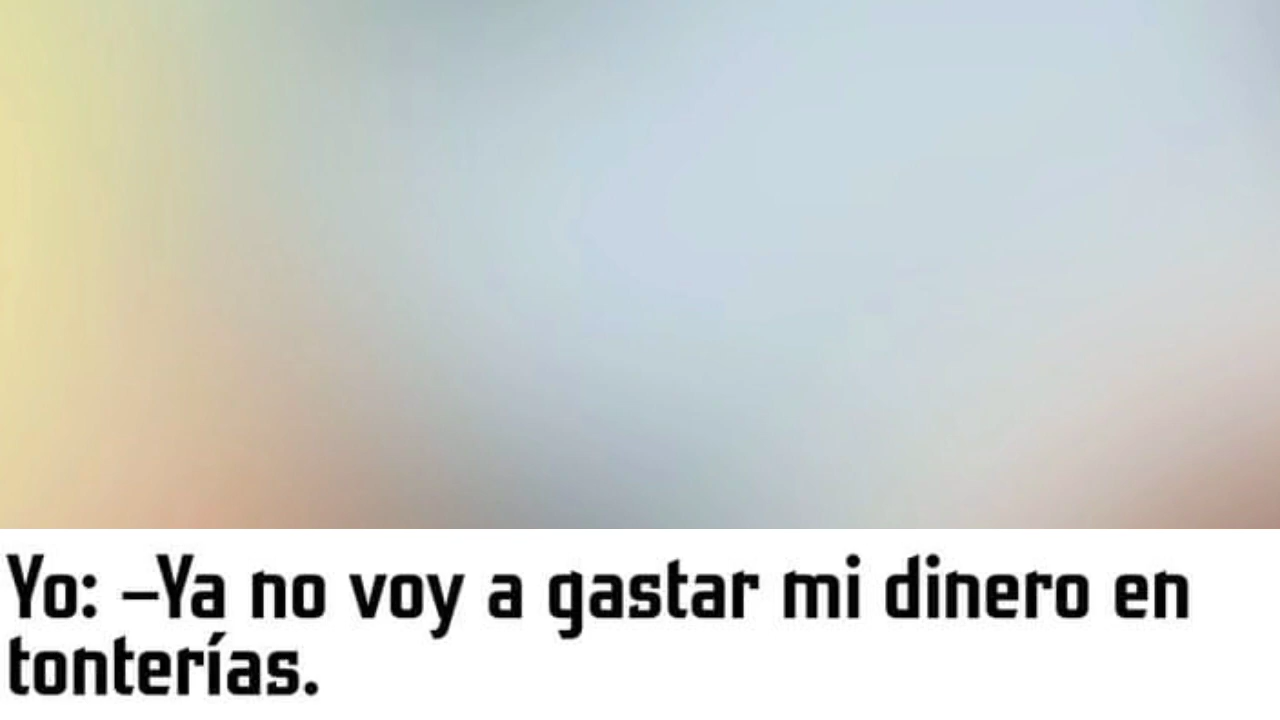 Yo: –Ya no voy a gastar mi dinero en
tonterías.